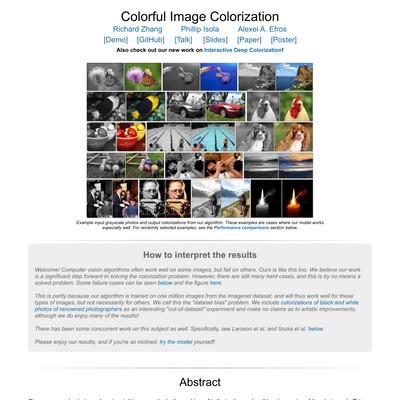 Colorful Image Colorization
Richard Zhang Phillip Isola Alexei A. Efros
[Demo] [GitHub] [Talk] [Slides] [Paper] [Poster]
Also check out our new work on Interactive Deep Colorization!
Example input grayscale photos and output colorizations from our algorithm. These examples are cases where our model works
especially well. For randomly selected examples, see the Performance comparisons section below.
How to interpret the results
Welcome! Computer vision algorithms often work well on some images, but fail on others. Ours is like this too. We believe our work
is a significant step forward in solving the colorization problem. However, there are still many hard cases, and this is by no means a
solved problem. Some failure cases can be seen below and the figure here.
This is partly because our algorithm is trained on one million images from the Imagenet dataset, and will thus work well for these
types of images, but not necessarily for others. We call this the "dataset bias" problem. We include colorizations of black and white
photos of renowned photographers as an interesting "out-of-dataset" experiment and make no claims as to artistic improvements,
although we do enjoy many of the results!
There has been some concurrent work on this subject as well. Specifically, see Larsson et al. and Iizuka et al. below.
Please enjoy our results, and if you're so inclined, try the model yourself!
Abstract